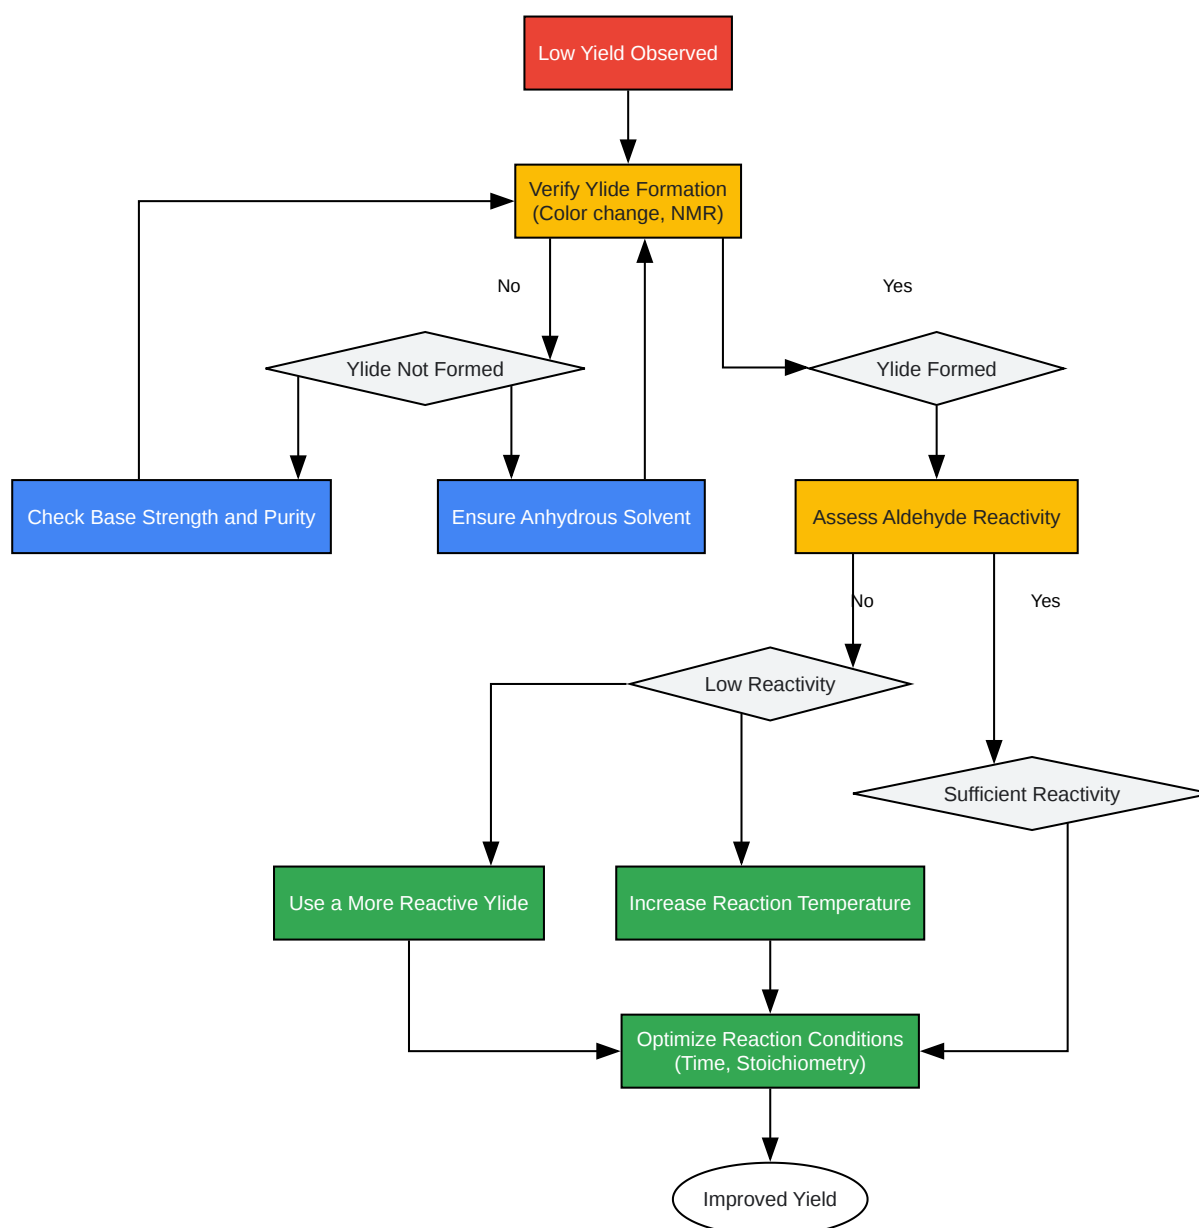 Low Yield Observed
Verify Ylide Formation
(Color change, NMR)
No
Yes
Ylide Not Formed
Ylide Formed
Check Base Strength and Purity
Ensure Anhydrous Solvent
Assess Aldehyde Reactivity
No
Yes
Low Reactivity
Sufficient Reactivity
Use a More Reactive Ylide
Increase Reaction Temperature
Optimize Reaction Conditions
(Time, Stoichiometry)
Improved Yield